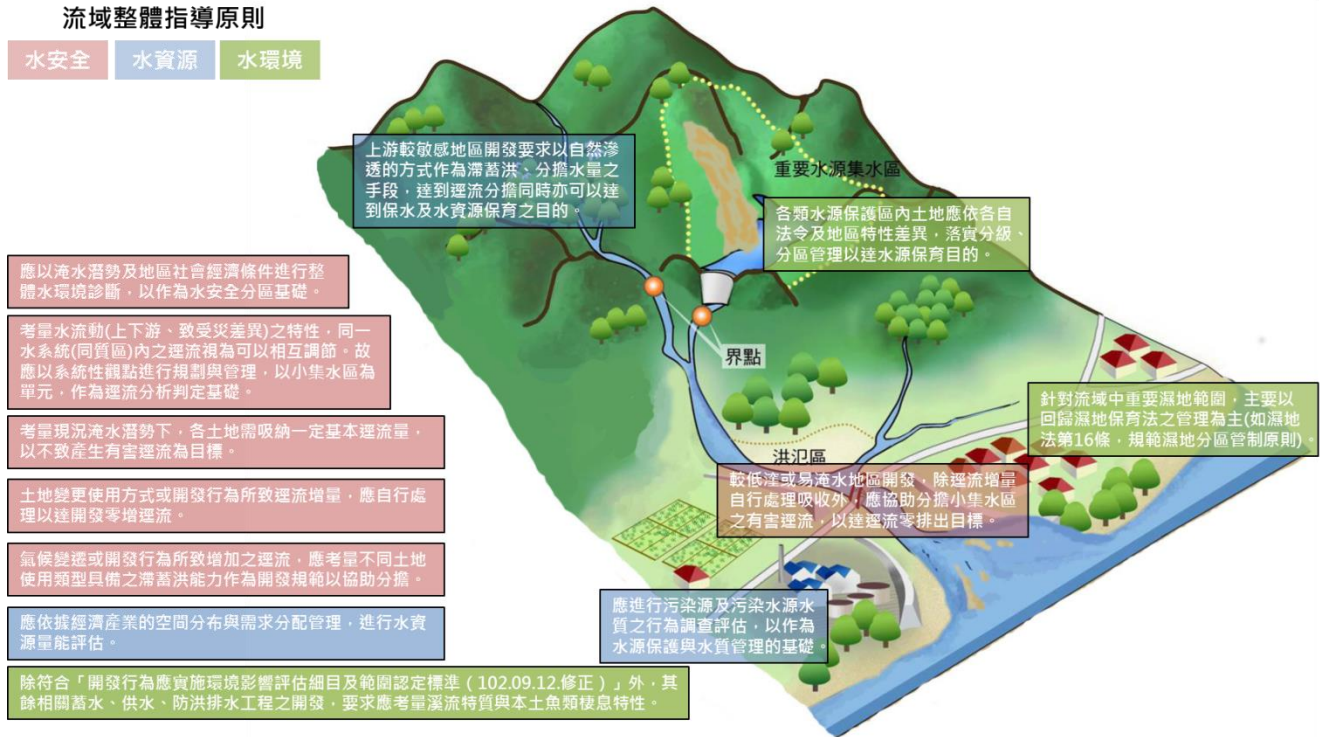 流域整體指導原則
水安全
水資源
水環境
上游較敏感地區開發要求以自然滲
透的方式作為滯蓄洪、分擔水量之
手段，達到逕流分擔同時亦可以達
到保水及水資源保育之目的。
重要水源集水區
各類水源保護區內土地應依各自
法令及地區特性差異，落實分級、
分區管理以達水源保育目的。
應以淹水潛勢及地區社會經濟條件進行整
體水環境診斷，以作為水安全分區基礎。
考量水流動(上下游、致受災差異)之特性，同一
水系統(同質區)內之逕流視為可以相互調節。故
應以系統性觀點進行規劃與管理，以小集水區為
單元，作為逕流分析判定基礎。
界點
考量現況淹水潛勢下，各土地需吸納一定基本逕流量，
以不致產生有害逕流為目標。
針對流域中重要濕地範圍，主要以
回歸濕地保育法之管理為主(如濕地
法第16條，規範濕地分區管制原則)。
洪氾區
較低漥或易淹水地區開發，除逕流增量
自行處理吸收外，應協助分擔小集水區
之有害逕流，以達逕流零排出目標。
土地變更使用方式或開發行為所致逕流增量，應自行處
理以達開發零增逕流。
氣候變遷或開發行為所致增加之逕流，應考量不同土地
使用類型具備之滯蓄洪能力作為開發規範以協助分擔。
應依據經濟產業的空間分布與需求分配管理，進行水資
源量能評估。
應進行污染源及污染水源水
質之行為調查評估，以作為
水源保護與水質管理的基礎。
除符合「開發行為應實施環境影響評估細目及範圍認定標準（102.09.12.修正）」外，其
餘相關蓄水、供水、防洪排水工程之開發，要求應考量溪流特質與本土魚類棲息特性。